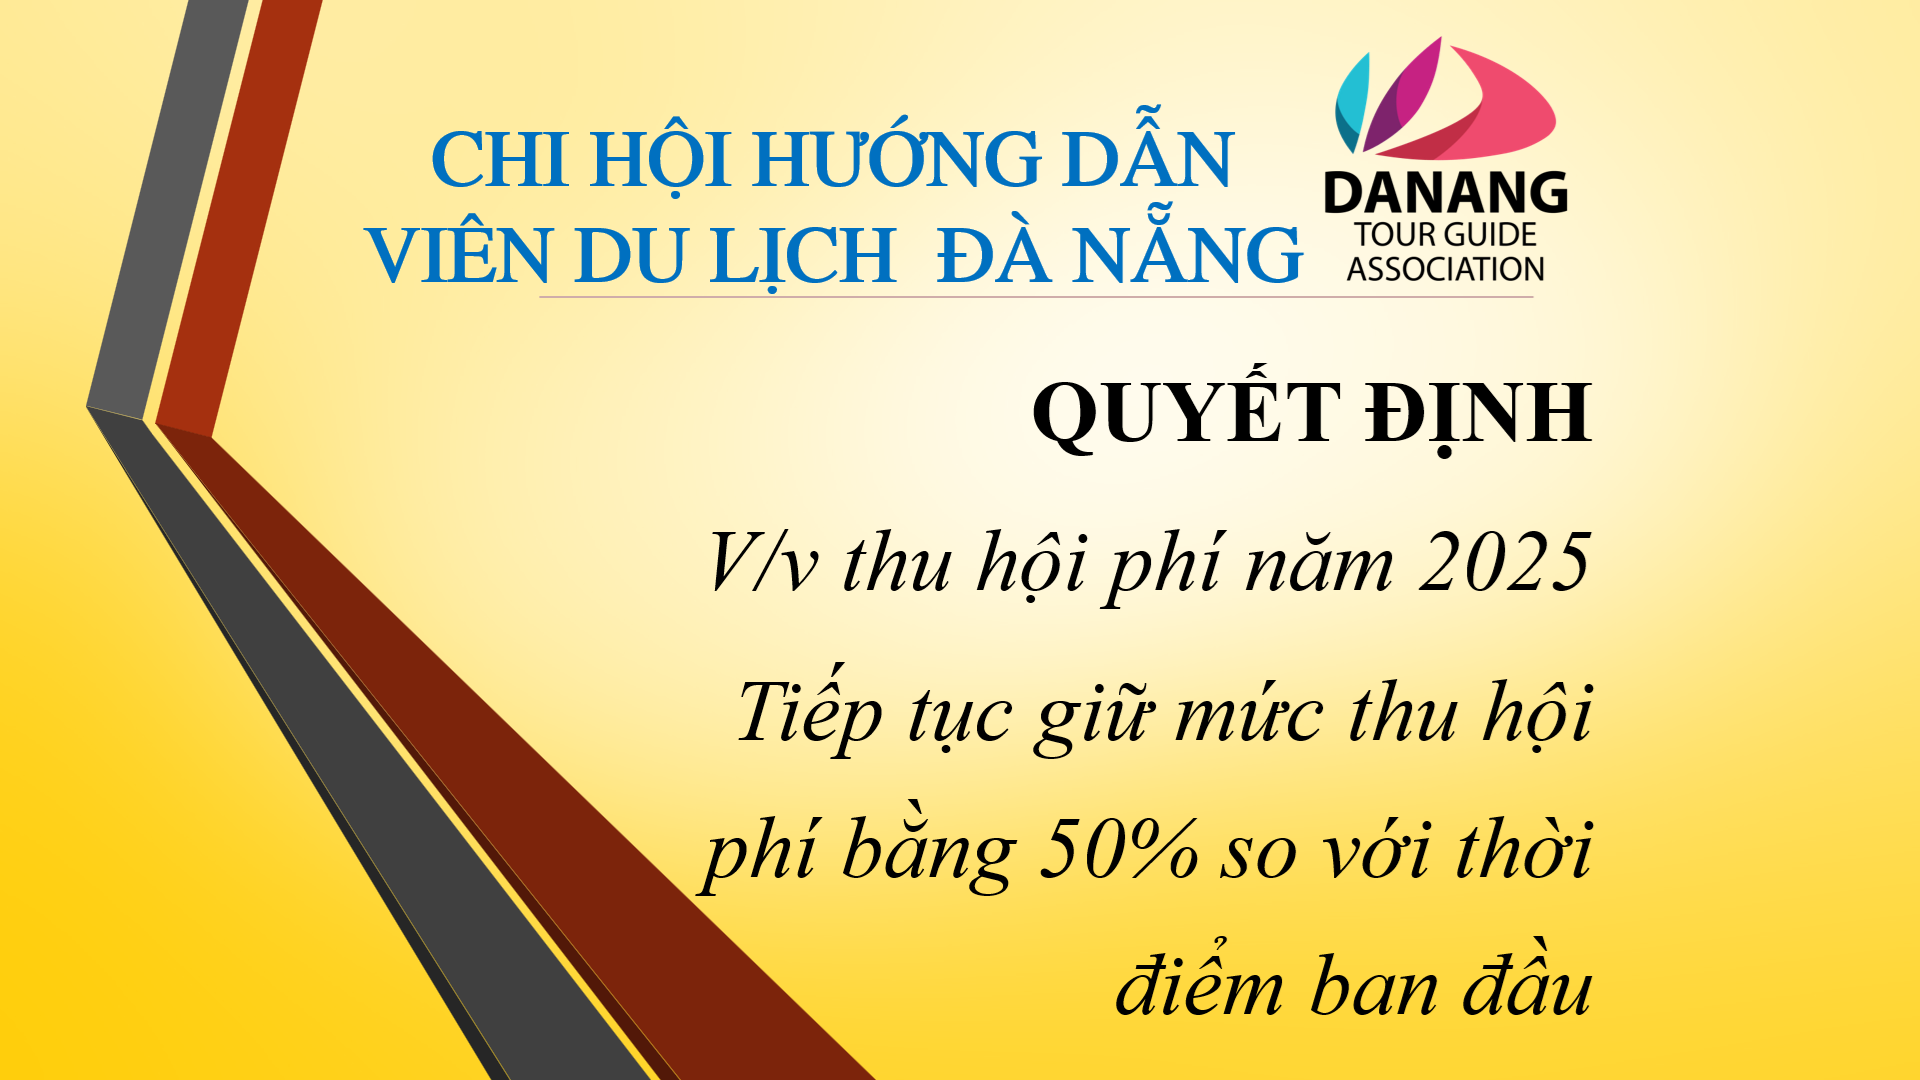 CHI HỘI HƯỚNG DẪN
VIÊN DU LỊCH ĐÀ NẴNG
DANANG
TOUR GUIDE
ASSOCIATION
QUYẾT ĐỊNH
V/v thu hội phí năm 2025
Tiếp tục giữ mức thu hội
phí bằng 50% so với thời
điểm ban đầu